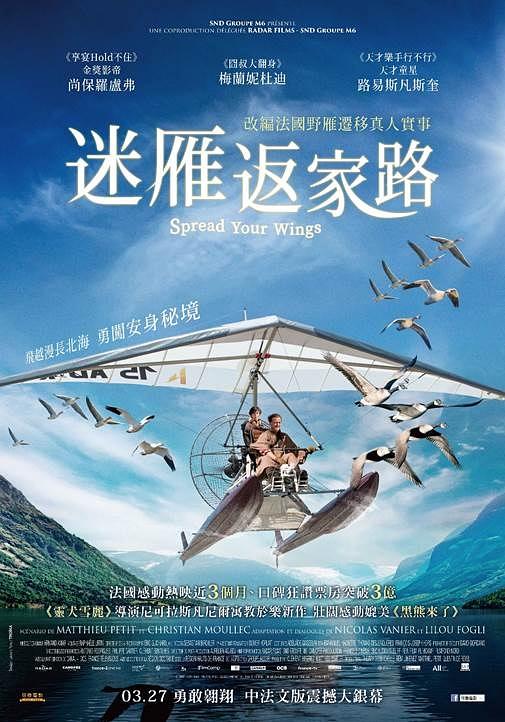 SND GROUPE M6 PRÉSENTE
UNE COPRODUCTION DÉLÉGUÉE RADAR FILMS - SND GROUPE M6
《享宴Hold不住》
金獎影帝
尚保羅盧弗
《囧叔大翻身》
梅蘭妮杜迪
《天才樂手行不行》
天才童星
路易斯凡斯奎
改編法國野雁遷移真人實事
迷雁返家路
Spread Your Wings
飛越漫長北海 勇闖安身秘境
法國感動熱映近3個月、口碑狂讚票房突破3億
《靈犬雪麗》導演尼可拉斯凡尼爾寓教於樂新作 壯闊感動媲美《黑熊來了》
SCÉNARIO DE MATTHIEU PETIT ET CHRISTIAN MOULLEC ADAPTATION ET DIALOGUES DE NICOLAS VANIER ET LILOU FOGLI
03.27 勇敢翱翔 中法文版震撼大銀幕